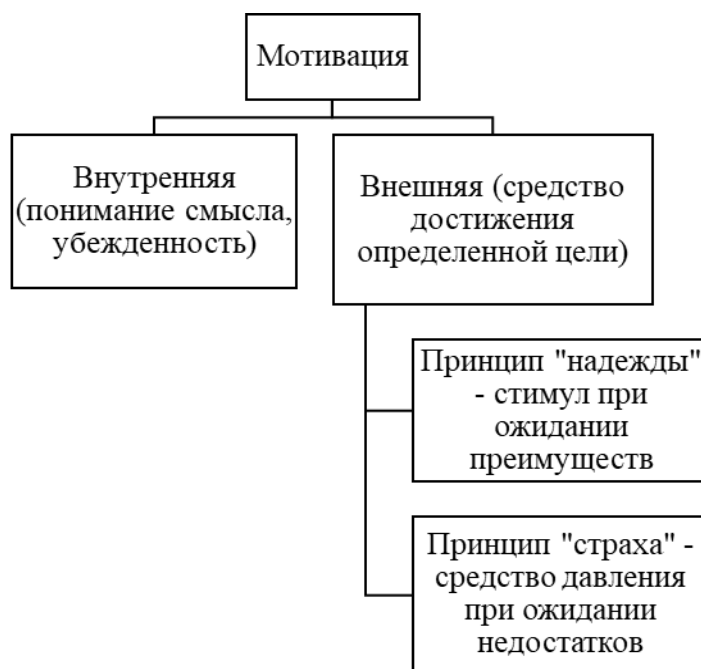 Мотивация
Внутренняя
(понимание смысла,
убежденность)
Внешняя (средство
достижения
определенной цели)
Принцип "надежды"
- стимул при
ожидании
преимуществ
Принцип "страха" -
средство давления
при ожидании
недостатков